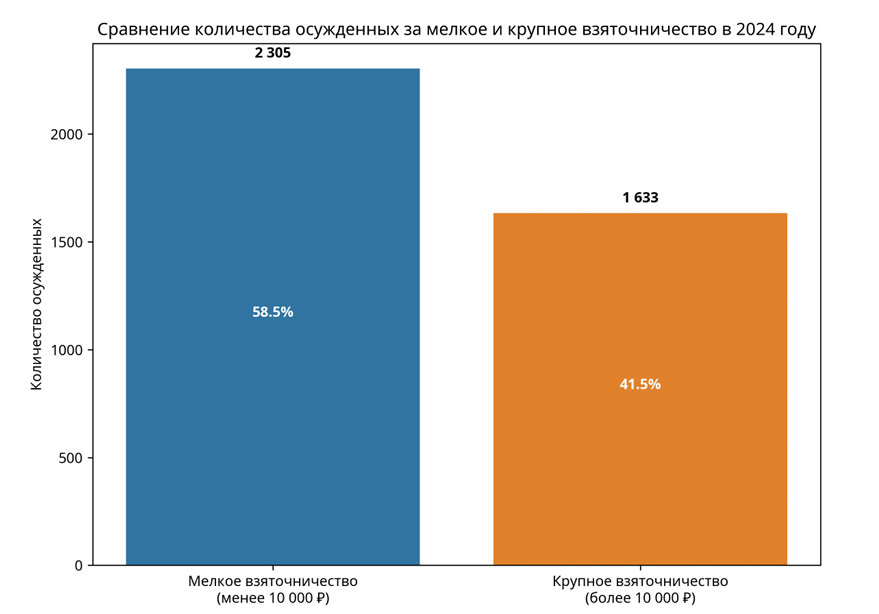 Сравнение количества осужденных за мелкое и крупное взяточничество в 2024 году
2 305
2000
1 633
1500
Количество осужденных
58.5%
1000
41.5%
500
0
Мелкое взяточничество
(менее 10 000 ₽)
Крупное взяточничество
(более 10 000 ₽)